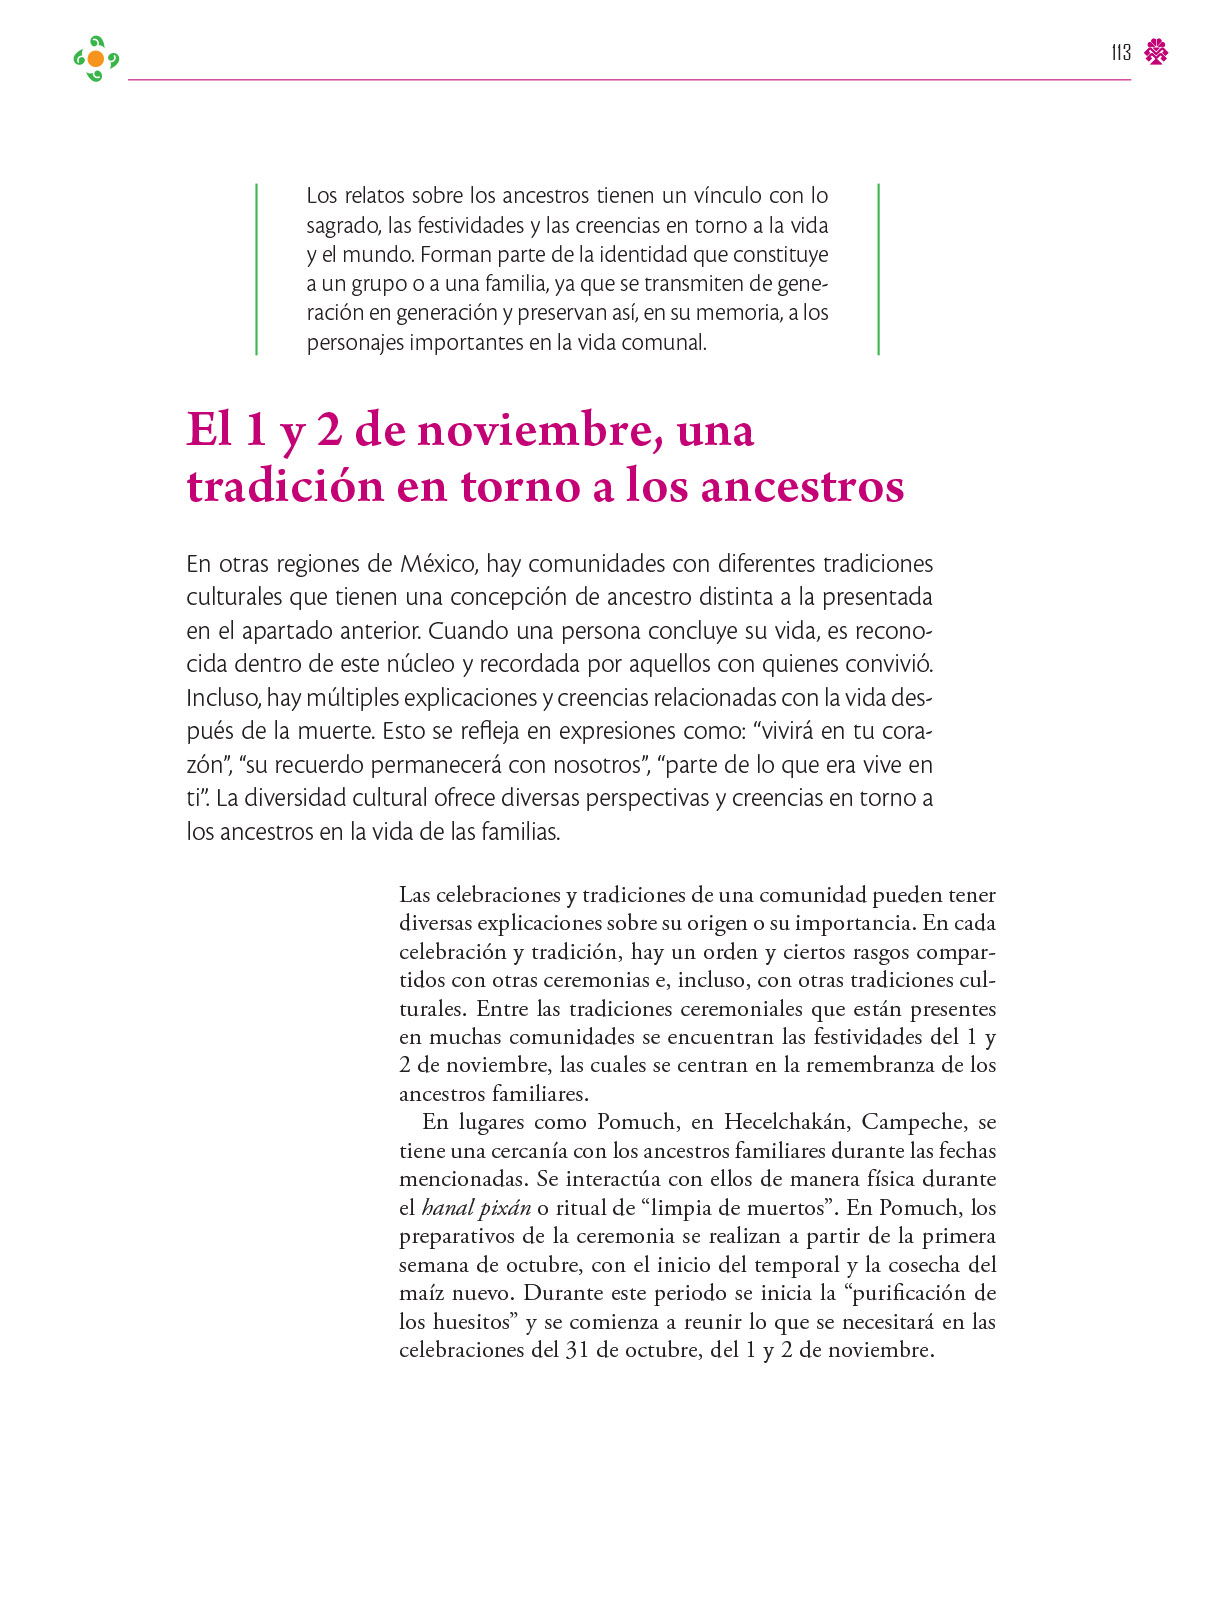 113
Los relatos sobre los ancestros tienen un vínculo con lo
sagrado, las festividades y las creencias en torno a la vida
y el mundo. Forman parte de la identidad que constituye
a un grupo o a una familia, ya que se transmiten de gene-
ración en generación y preservan así, en su memoria, a los
personajes importantes en la vida comunal.
El 1 y 2 de noviembre, una
tradición en torno a los ancestros
En otras regiones de México, hay comunidades con diferentes tradiciones
culturales que tienen una concepción de ancestro distinta a la presentada
en el apartado anterior. Cuando una persona concluye su vida, es recono-
cida dentro de este núcleo y recordada por aquellos con quienes convivió.
Incluso, hay múltiples explicaciones y creencias relacionadas con la vida des-
pués de la muerte. Esto se refleja en expresiones como: “vivirá en tu cora-
zón”, “su recuerdo permanecerá con nosotros”, “parte de lo que era vive en
ti”. La diversidad cultural ofrece diversas perspectivas y creencias en torno a
los ancestros en la vida de las familias.
Las celebraciones y tradiciones de una comunidad pueden tener
diversas explicaciones sobre su origen o su importancia. En cada
celebración y tradición, hay un orden y ciertos rasgos compar-
tidos con otras ceremonias e, incluso, con otras tradiciones cul-
turales. Entre las tradiciones ceremoniales que están presentes
en muchas comunidades se encuentran las festividades del 1 y
2 de noviembre, las cuales se centran en la remembranza de los
ancestros familiares.
En lugares como Pomuch, en Hecelchakán, Campeche, se
tiene una cercanía con los ancestros familiares durante las fechas
mencionadas. Se interactúa con ellos de manera física durante
el hanal pixán o ritual de “limpia de muertos”. En Pomuch, los
preparativos de la ceremonia se realizan a partir de la primera
semana de octubre, con el inicio del temporal y la cosecha del
maíz nuevo. Durante este periodo se inicia la “purificación de
los huesitos” y se comienza a reunir lo que se necesitará en las
celebraciones del 31 de octubre, del 1 y 2 de noviembre.